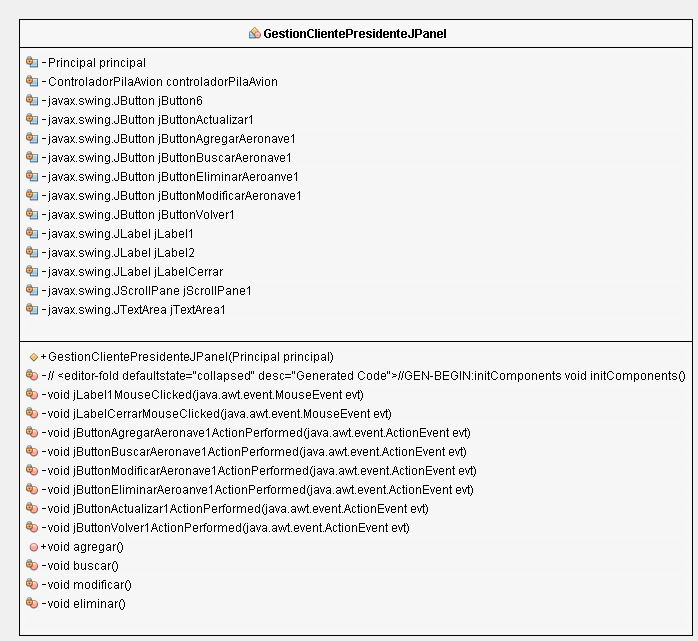 GestionClientePresidenteJPanel
-Principal principal
-ControladorPilaAvion controladorPilaAvion
-javax.swing.JButton jButton6
-javax.swing.JButton jButtonActualizar1
-javax.swing.JButton jButtonAgregarAeronave1
-javax.swing.JButton jButtonBuscarAeronave1
-javax.swing.JButton jButtonEliminarAeroanve1
-javax.swing.JButton jButtonModificarAeronave1
-javax.swing.JButton jButtonVolver1
-javax.swing.JLabel jLabel1
-javax.swing.JLabel jLabel2
-javax.swing.JLabel jLabelCerrar
-javax.swing.JScrollPane jScrollPane1
-javax.swing.JTextArea jTextArea1
+GestionClientePresidenteJPanel(Principal principal)
-// <editor-fold defaultstate="collapsed" desc="Generated Code">//GEN-BEGIN:initComponents void initComponents()
-void jLabel1MouseClicked(java.awt.event.MouseEvent evt)
-void jLabelCerrarMouseClicked(java.awt.event.MouseEvent evt)
-void jButtonAgregarAeronave1ActionPerformed(java.awt.event.ActionEvent evt)
-void jButtonBuscarAeronave1ActionPerformed(java.awt.event.ActionEvent evt)
-void jButtonModificarAeronave1ActionPerformed(java.awt.event.ActionEvent evt)
-void jButtonEliminarAeroanve1ActionPerformed(java.awt.event.ActionEvent evt)
-void jButtonActualizar1ActionPerformed(java.awt.event.ActionEvent evt)
-void jButtonVolver1ActionPerformed(java.awt.event.ActionEvent evt)
+void agregar()
-void buscar()
-void modificar()
-void eliminar()